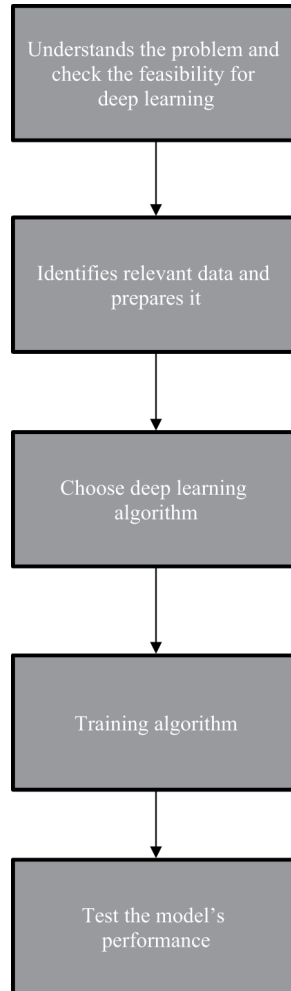 Understands the problem and
check the feasibility for
deep learning
Identifies relevant data and
prepares it
Choose deep learning
algorithm
Training algorithm
Test the model’s
performance